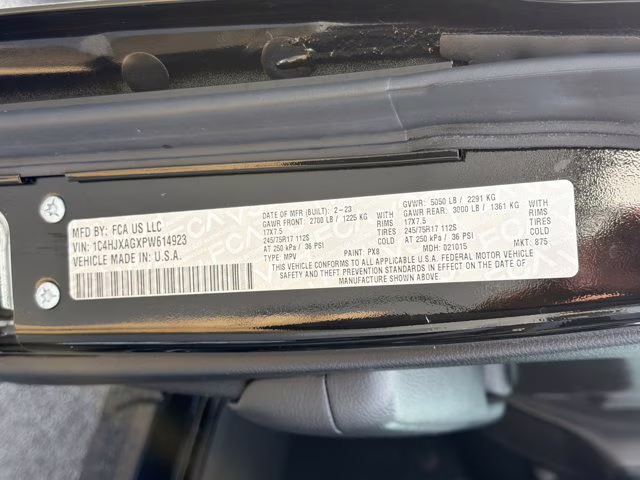 MFD BY: FCA US LLC
VIN: 1C4HJXAGXPW614923
VEHICLE MADE IN U.S.A.
DATE OF MFR (BUILT): 2-23
GAWR FRONT: 2700 LB / 1225 KG WITH
17X7.5 RIMS
245/75R17 112S TIRES
AT 250 kPa / 36 PSI COLD
TYPE: MPV PAINT: PX8
GVWR: 5050 LB / 2291 KG
GAWR REAR: 3000 LB / 1361 KG WITH
17X7.5 RIMS
245/75R17 112S TIRES
AT 250 kPa / 36 PSI COLD
MDH: 021015 MKT: 875
THIS VEHICLE CONFORMS TO ALL APPLICABLE U.S.A. FEDERAL MOTOR VEHICLE
SAFETY, BUMPER, AND THEFT PREVENTION STANDARDS IN EFFECT ON THE DATE OF
MANUFACTURE SHOWN ABOVE.